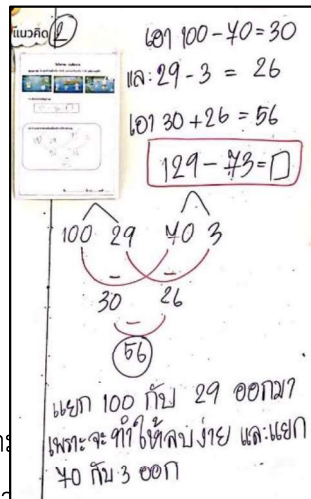 แนวคิด 2
เอา 100-70=30
และ 29-3 = 26
เอา 30+26 = 56
129-73=□
100 29 70 3
- -
30 26
-
56
แยก 100 กับ 29 ออกมา
เพราะจะทำให้ลบง่าย และแยก
70 กับ 3 ออก